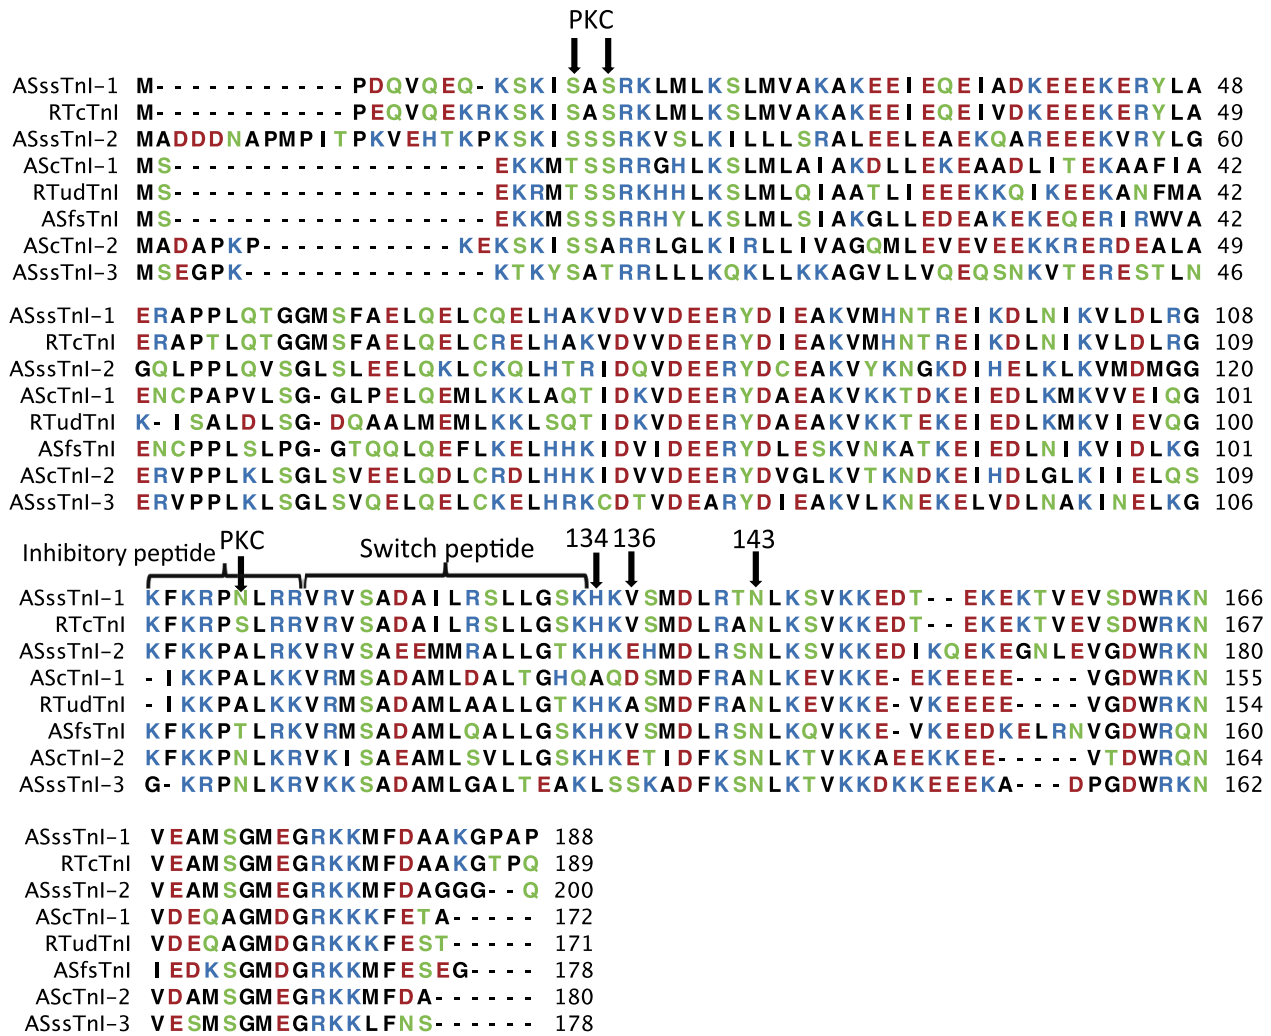 PKC
ASssTnI-1 M-----------PDQVQEQ-KSKISASRKLMLKSLMVAKAKEEIEQEIADKEEEKERYLA 48
RTcTnI M-----------PEQVQEKRKSKISASRKLMLKSLMVAKAKEEIEQEIVDKEEEKERYLA 49
ASssTnI-2 MADDDNAPMPITPKVEHTKPKSKISSSRKVSLKILLLSRALEELEAEKQAREEEKVRYLG 60
AScTnI-1 MS------------------EKKMTSSRRGHLKSLMLAIAKDLLEKEAADLITEKAAFIA 42
RTudTnI MS------------------EKRMTSSRRHHLKSLMLQIAATLIEEEKKQIKEEKANFMA 42
ASfsTnI MS------------------EKKMSSSRRHYLKSLMLSIAKGLLEDEAKEKEQERIRWVA 42
AScTnI-2 MADAPKP-----------KEKSKISSARRLGLKIRLLIVAGQMLEVEVEEKKRERDEALA 49
ASssTnI-3 MSEGPK--------------KTKYSATRRLLLKQKLLKKAGVLLVQEQSNKVTERESTLN 46
ASssTnI-1 ERAPPLQTGGMSFAELQELCQELHAKVDVVDEERYDIEAKVMHNTREIKDLNIKVLDLRG 108
RTcTnI ERAPTLQTGGMSFAELQELCRELHAKVDVVDEERYDIEAKVMHNTREIKDLNIKVLDLRG 109
ASssTnI-2 GQLPPLQVSGLSLEELQKLCKQLHTRIDQVDEERYDCEAKVYKNGKDIHELKLKVMDMGG 120
AScTnI-1 ENCPAPVLSG-GLPELQEMLKKLAQTIDKVDEERYDAEAKVKKTDKEIEDLKMKVVEIQG 101
RTudTnI K-ISALDLSG-DQAALMEMLKKLSQTIDKVDEERYDAEAKVKKTEKEIEDLKMKVIEVQG 100
ASfsTnI ENCPPLSLPG-GTQQLQEFLKELHHKIDVIDEERYDLESKVNKATKEIEDLNIKVIDLKG 101
AScTnI-2 ERVPPLKLSGLSVEELQDLCRDLHHKIDVVDEERYDVGLKVTKNDKEIHDLGLKIIELQS 109
ASssTnI-3 ERVPPLKLSGLSVQELQELCKELHRKCDTVDEARYDIEAKVLKNEKELVDLNAKINELKG 106
Inhibitory peptide PKC Switch peptide 134 136 143
ASssTnI-1 KFKRPNLRRVRVSADAILRSLLGSKHKVSMDLRTNLKSVKKEDT--EKEKTVEVSDWRKN 166
RTcTnI KFKRPSLRRVRVSADAILRSLLGSKHKVSMDLRANLKSVKKEDT--EKEKTVEVSDWRKN 167
ASssTnI-2 KFKKPALRKVRVSAEEMMRALLGTKHKEHMDLRSNLKSVKKEDIKQEKEGNLEVGDWRKN 180
AScTnI-1 -IKKPALKKVRMSADAMLDALTGHQAQDSMDFRANLKEVKKE-EKEEEE----VGDWRKN 155
RTudTnI -IKKPALKKVRMSADAMLAALLGTKHKASMDFRANLKEVKKE-VKEEEE----VGDWRKN 154
ASfsTnI KFKKPTLRKVRMSADAMLQALLGSKHKVSMDLRSNLKQVKKE-VKEEDKELRNVGDWRQN 160
AScTnI-2 KFKKPNLKRVKISAEAMLSVLLGSKHKETIDFKSNLKTVKKAEEKKEE-----VTDWRQN 164
ASssTnI-3 G-KRPNLKRVKKSADAMLGALTEAKLSSKADFKSNLKTVKKDKKEEEKA---DPGDWRKN 162
ASssTnI-1 VEAMSGMEGRKKMFDAAKGPAP 188
RTcTnI VEAMSGMEGRKKMFDAAKGTPQ 189
ASssTnI-2 VEAMSGMEGRKKMFDAGGG--Q 200
AScTnI-1 VDEQAGMDGRKKKFETA----- 172
RTudTnI VDEQAGMDGRKKKFEST----- 171
ASfsTnI IEDKSGMDGRKKMFESEG---- 178
AScTnI-2 VDAMSGMEGRKKMFDA------ 180
ASssTnI-3 VESMSGMEGRKKLFNS------ 178